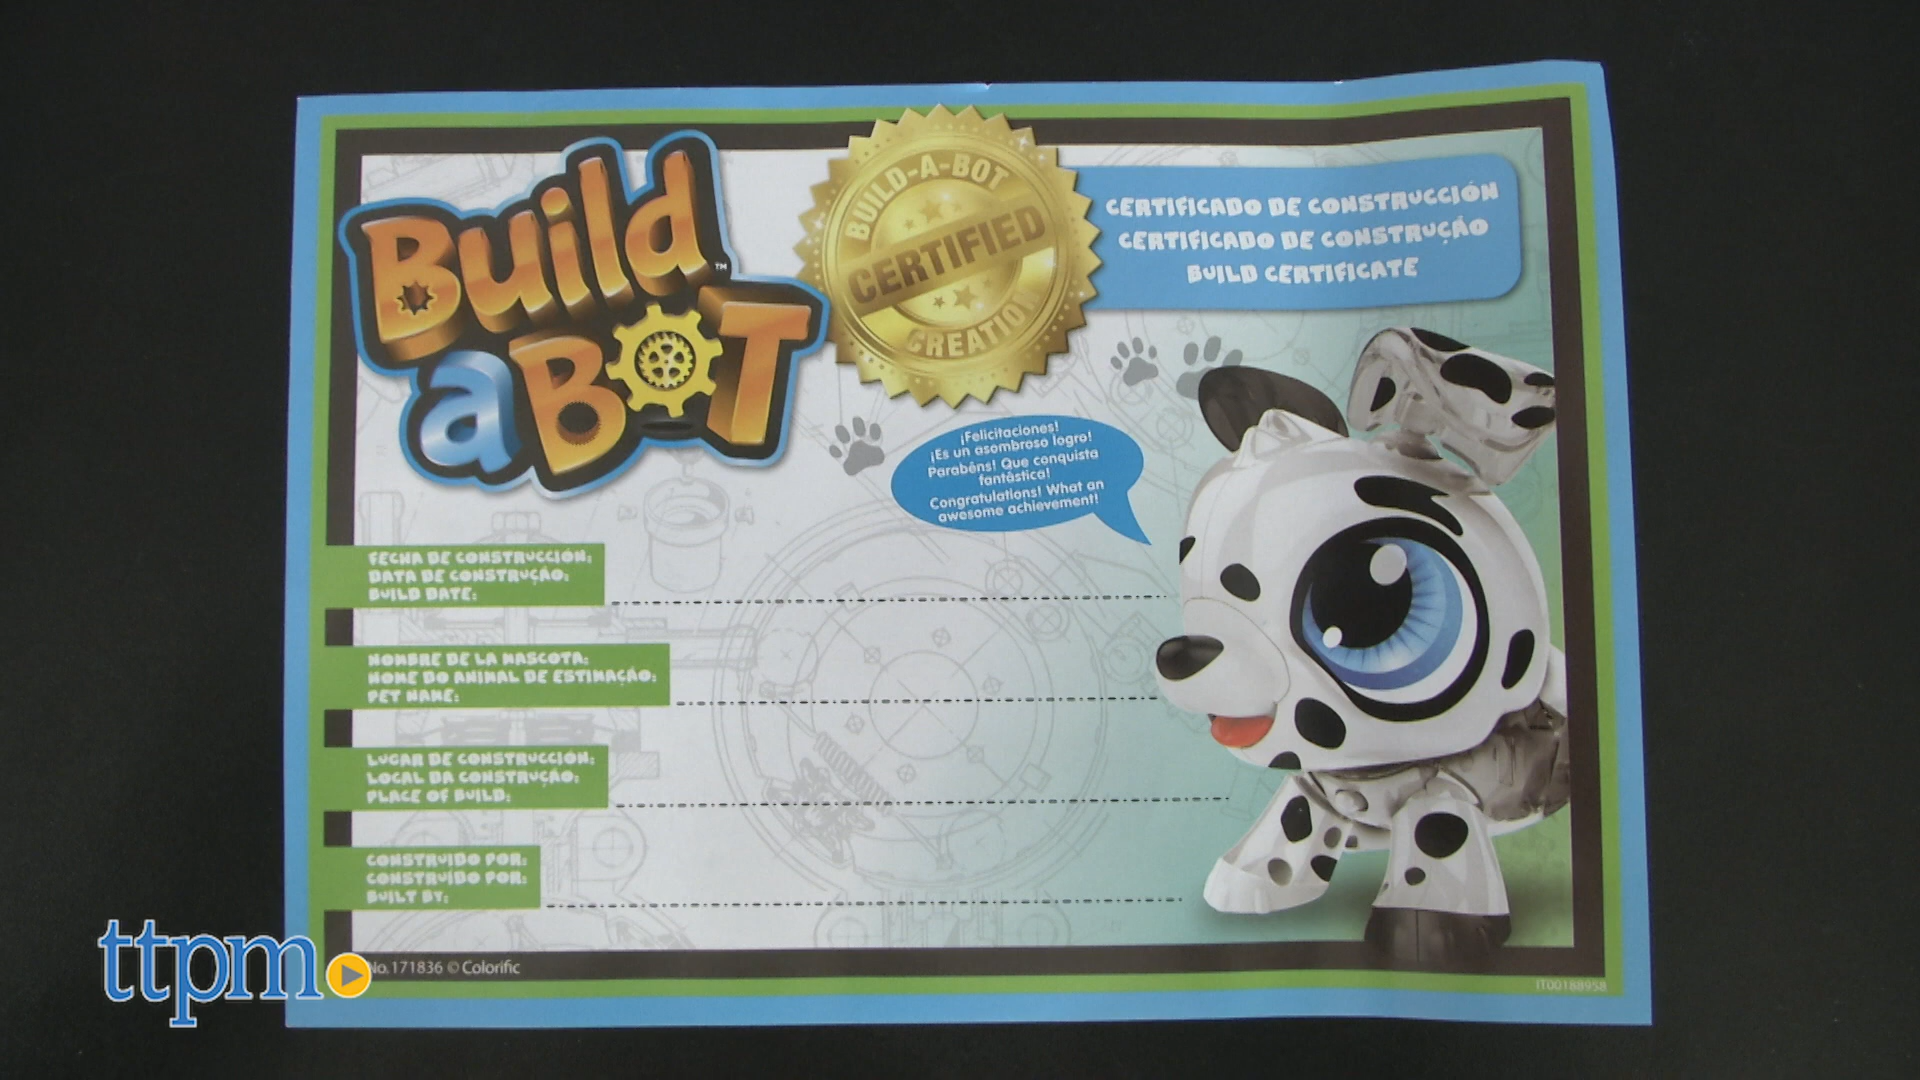 Build
a BOT™
BUILD-A-BOT
CERTIFIED
CREATION
CERTIFICADO DE CONSTRUCCIÓN
CERTIFICADO DE CONSTRUÇÃO
BUILD CERTIFICATE
¡Felicitaciones!
¡Es un asombroso logro!
Parabéns! Que conquista
fantástica!
Congratulations! What an
awesome achievement!
FECHA DE CONSTRUCCIÓN:
DATA DE CONSTRUÇÃO:
BUILD DATE:
NOMBRE DE LA MASCOTA:
NOME DO ANIMAL DE ESTIMAÇÃO:
PET NAME:
LUGAR DE CONSTRUCCIÓN:
LOCAL DA CONSTRUÇÃO:
PLACE OF BUILD:
CONSTRUIDO POR:
CONSTRUÍDO POR:
BUILT BY:
No.171836 © Colorific
IT00188958
ttpm